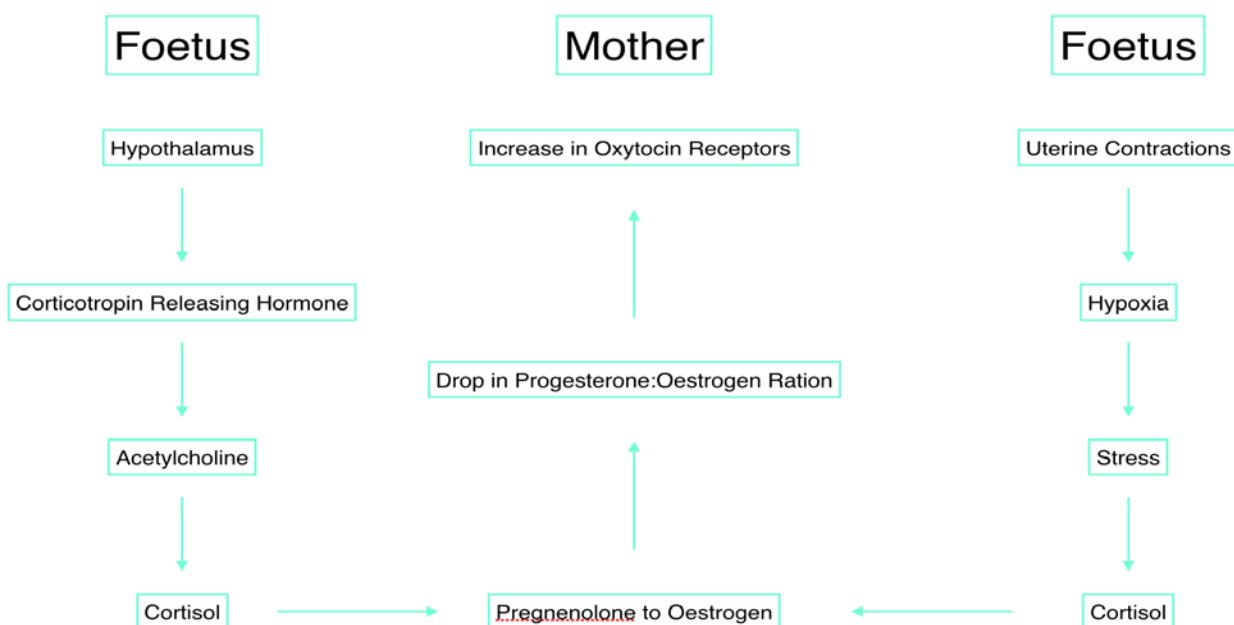 Foetus
Mother
Foetus
Hypothalamus
Increase in Oxytocin Receptors
Uterine Contractions
Corticotropin Releasing Hormone
Hypoxia
Drop in Progesterone:Oestrogen Ration
Acetylcholine
Stress
Cortisol
Pregnenolone to Oestrogen
Cortisol